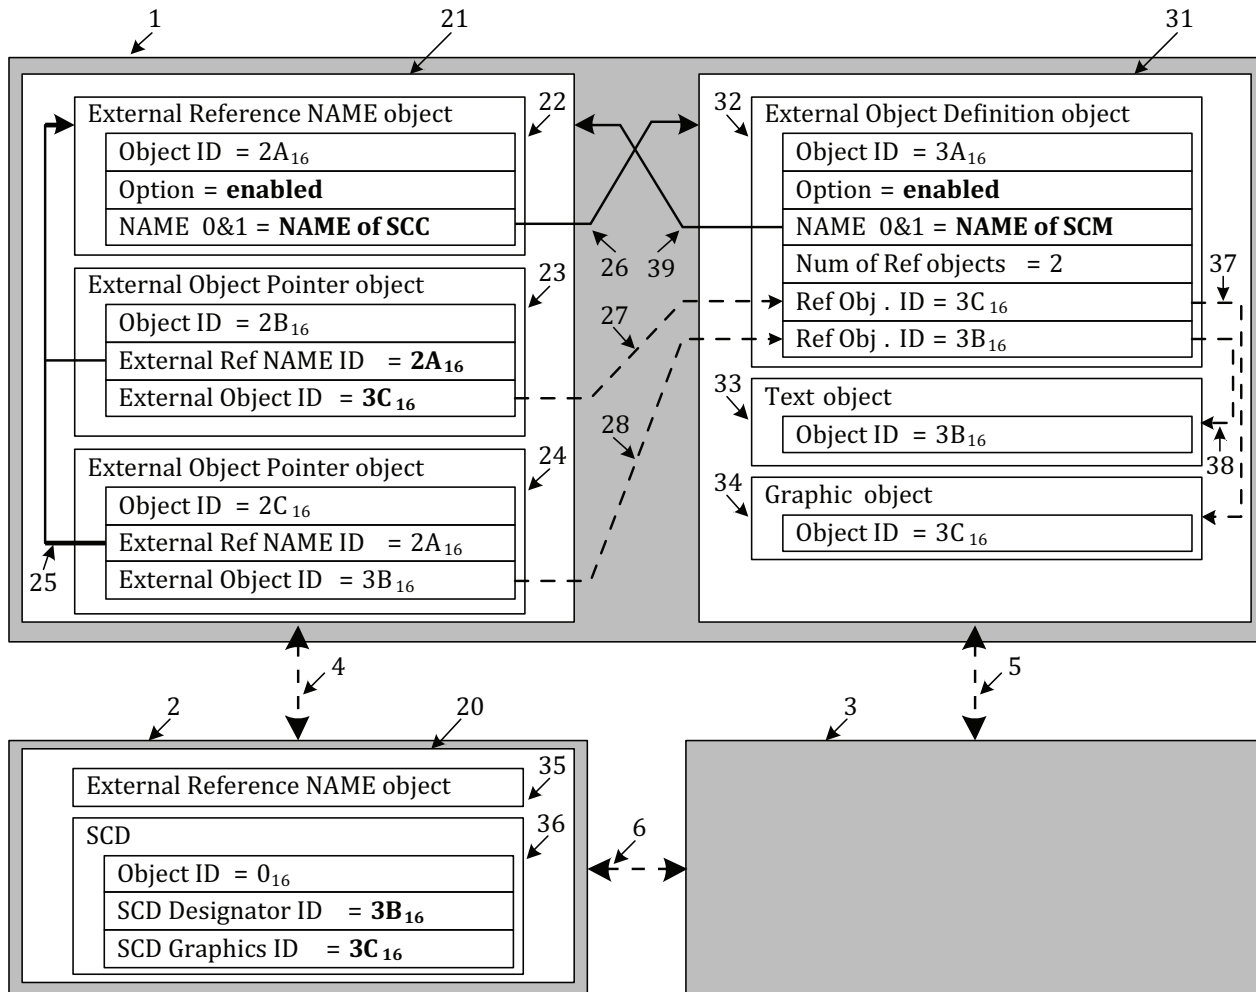 1
21
31
External Reference NAME object
22
Object ID = 2A16
Option = enabled
NAME 0&1 = NAME of SCC
External Object Pointer object
23
Object ID = 2B16
External Ref NAME ID = 2A16
External Object ID = 3C16
External Object Pointer object
24
Object ID = 2C16
External Ref NAME ID = 2A16
External Object ID = 3B16
25
26
39
27
28
32
External Object Definition object
Object ID = 3A16
Option = enabled
NAME 0&1 = NAME of SCM
Num of Ref objects = 2
37
Ref Obj . ID = 3C16
Ref Obj . ID = 3B16
33
Text object
Object ID = 3B16
38
34
Graphic object
Object ID = 3C16
4
5
2
20
3
External Reference NAME object
35
SCD
36
Object ID = 016
SCD Designator ID = 3B16
SCD Graphics ID = 3C16
6